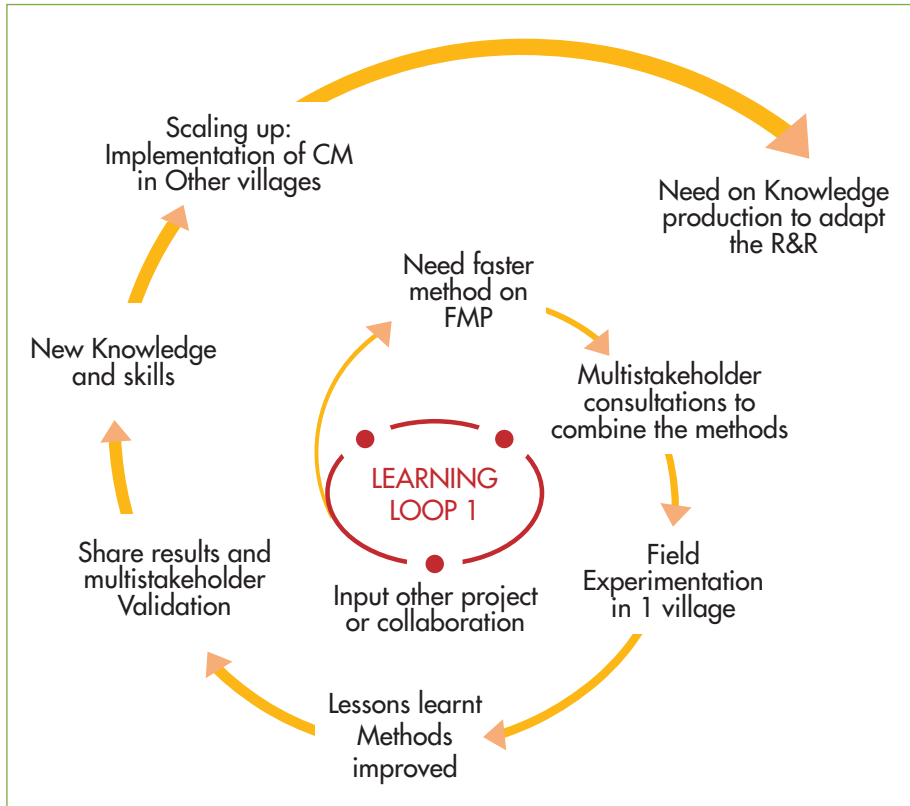 Scaling up:
Implementation of CM
in Other villages
Need on Knowledge
production to adapt
the R&R
Need faster
method on
FMP
New Knowledge
and skills
Multistakeholder
consultations to
combine the methods
LEARNING
LOOP 1
Share results and
multistakeholder
Validation
Field
Experimentation
in 1 village
Input other project
or collaboration
Lessons learnt
Methods
improved